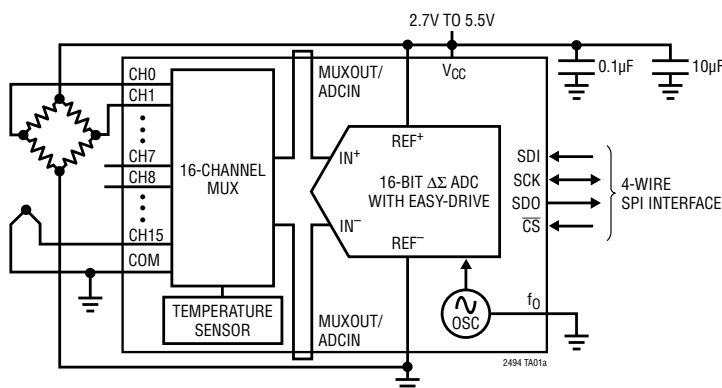 2.7V TO 5.5V
CH0
CH1
CH7
CH8
CH15
COM
16-CHANNEL
MUX
TEMPERATURE
SENSOR
MUXOUT/
ADCIN
MUXOUT/
ADCIN
VCC
0.1µF
10µF
REF+
IN+
16-BIT ΔΣ ADC
WITH EASY-DRIVE
IN–
REF–
SDI
SCK
SDO
CS
4-WIRE
SPI INTERFACE
OSC
fO
2494 TA01a